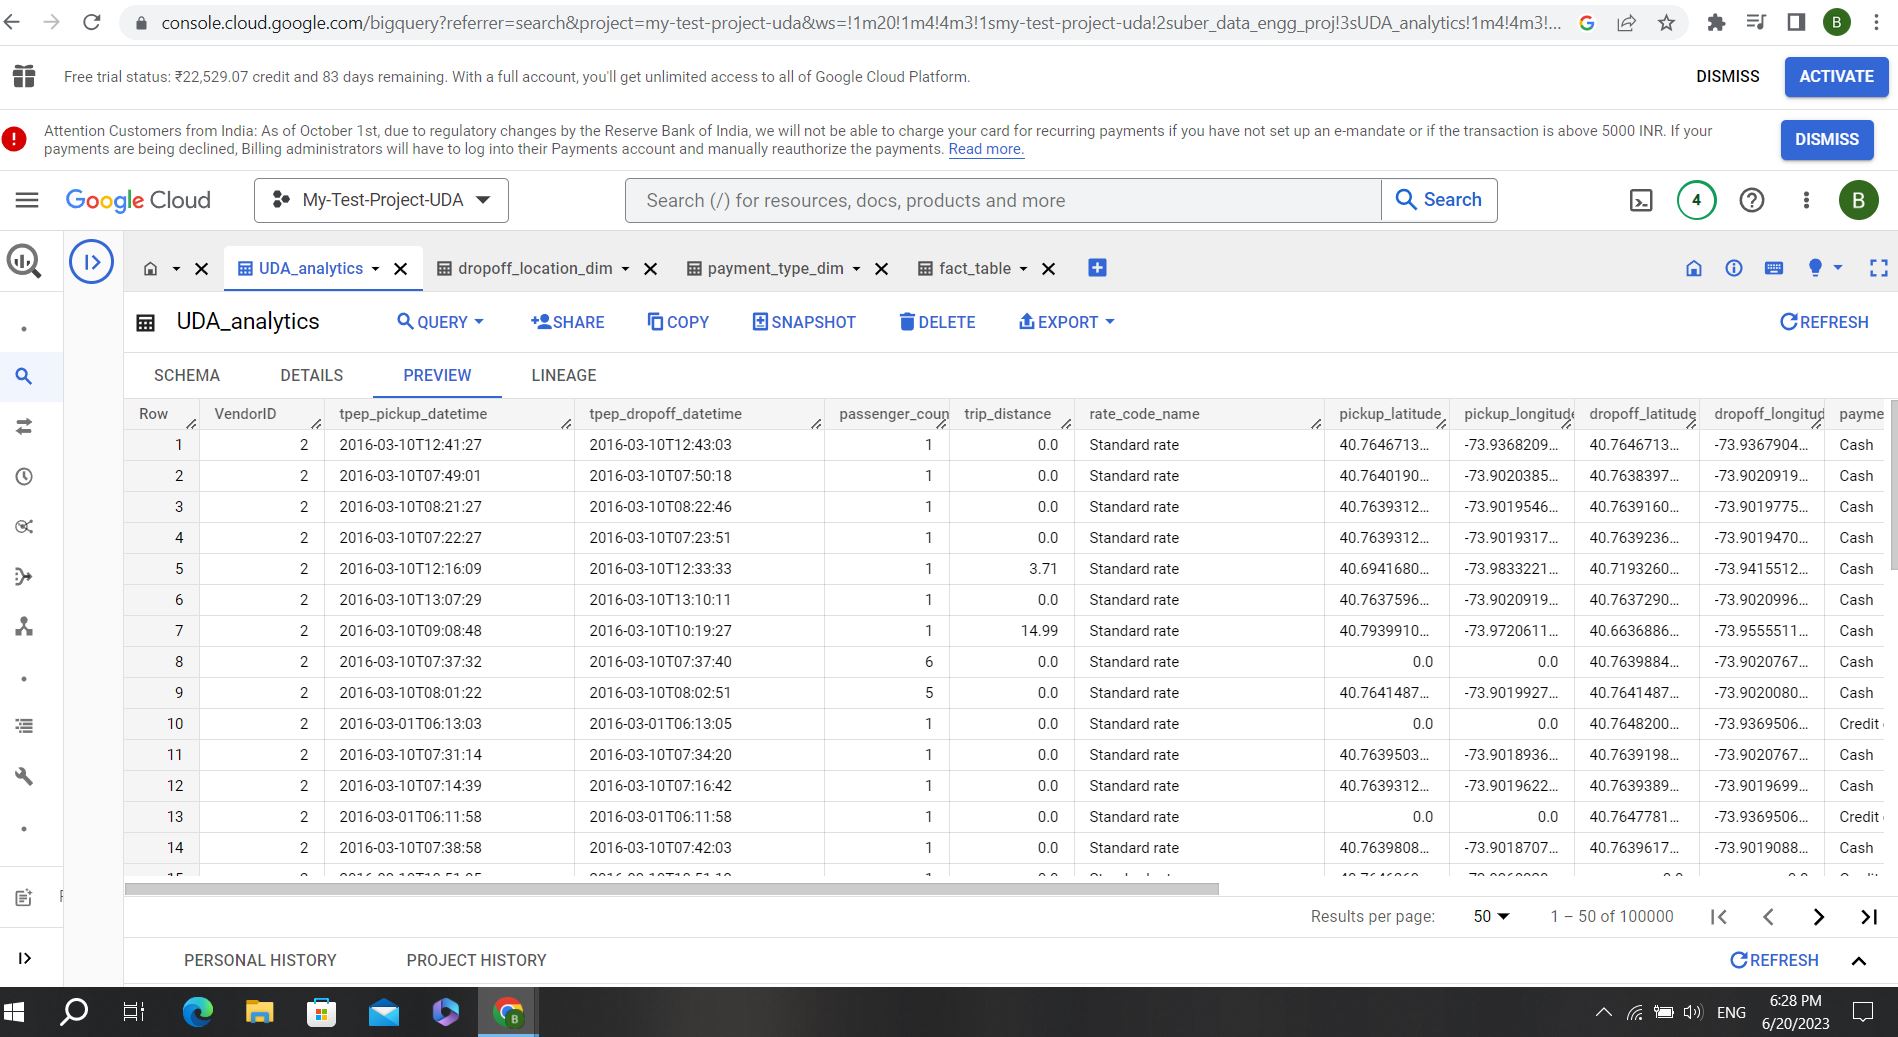 console.cloud.google.com/bigquery?referrer=search&project=my-test-project-uda&ws=!1m20!1m4!4m3!1smy-test-project-uda!2suber_data_engg_proj!3sUDA_analytics!1m4!4m3!... B
Free trial status: ₹22,529.07 credit and 83 days remaining. With a full account, you'll get unlimited access to all of Google Cloud Platform. DISMISS ACTIVATE
Attention Customers from India: As of October 1st, due to regulatory changes by the Reserve Bank of India, we will not be able to charge your card for recurring payments if you have not set up an e-mandate or if the transaction is above 5000 INR. If your
payments are being declined, Billing administrators will have to log into their Payments account and manually reauthorize the payments. Read more.
DISMISS
Google Cloud My-Test-Project-UDA Search (/) for resources, docs, products and more Search 4 B
UDA_analytics dropoff_location_dim payment_type_dim fact_table
UDA_analytics QUERY SHARE COPY SNAPSHOT DELETE EXPORT REFRESH
SCHEMA DETAILS PREVIEW LINEAGE
Row VendorID tpep_pickup_datetime tpep_dropoff_datetime passenger_coun trip_distance rate_code_name pickup_latitude pickup_longitude dropoff_latitude dropoff_longitud payme
1 2 2016-03-10T12:41:27 2016-03-10T12:43:03 1 0.0 Standard rate 40.7646713... -73.9368209... 40.7646713... -73.9367904... Cash
2 2 2016-03-10T07:49:01 2016-03-10T07:50:18 1 0.0 Standard rate 40.7640190... -73.9020385... 40.7638397... -73.9020919... Cash
3 2 2016-03-10T08:21:27 2016-03-10T08:22:46 1 0.0 Standard rate 40.7639312... -73.9019546... 40.7639160... -73.9019775... Cash
4 2 2016-03-10T07:22:27 2016-03-10T07:23:51 1 0.0 Standard rate 40.7639312... -73.9019317... 40.7639236... -73.9019470... Cash
5 2 2016-03-10T12:16:09 2016-03-10T12:33:33 1 3.71 Standard rate 40.6941680... -73.9833221... 40.7193260... -73.9415512... Cash
6 2 2016-03-10T13:07:29 2016-03-10T13:10:11 1 0.0 Standard rate 40.7637596... -73.9020919... 40.7637290... -73.9020996... Cash
7 2 2016-03-10T09:08:48 2016-03-10T10:19:27 1 14.99 Standard rate 40.7939910... -73.9720611... 40.6636886... -73.9555511... Cash
8 2 2016-03-10T07:37:32 2016-03-10T07:37:40 6 0.0 Standard rate 0.0 0.0 40.7639884... -73.9020767... Cash
9 2 2016-03-10T08:01:22 2016-03-10T08:02:51 5 0.0 Standard rate 40.7641487... -73.9019927... 40.7641487... -73.9020080... Cash
10 2 2016-03-01T06:13:03 2016-03-01T06:13:05 1 0.0 Standard rate 0.0 0.0 40.7648200... -73.9369506... Credit
11 2 2016-03-10T07:31:14 2016-03-10T07:34:20 1 0.0 Standard rate 40.7639503... -73.9018936... 40.7639198... -73.9020767... Cash
12 2 2016-03-10T07:14:39 2016-03-10T07:16:42 1 0.0 Standard rate 40.7639312... -73.9019622... 40.7639389... -73.9019699... Cash
13 2 2016-03-01T06:11:58 2016-03-01T06:11:58 1 0.0 Standard rate 0.0 0.0 40.7647781... -73.9369506... Credit
14 2 2016-03-10T07:38:58 2016-03-10T07:42:03 1 0.0 Standard rate 40.7639808... -73.9018707... 40.7639617... -73.9019088... Cash
Results per page: 50 1 – 50 of 100000
PERSONAL HISTORY PROJECT HISTORY REFRESH
ENG 6:28 PM
6/20/2023